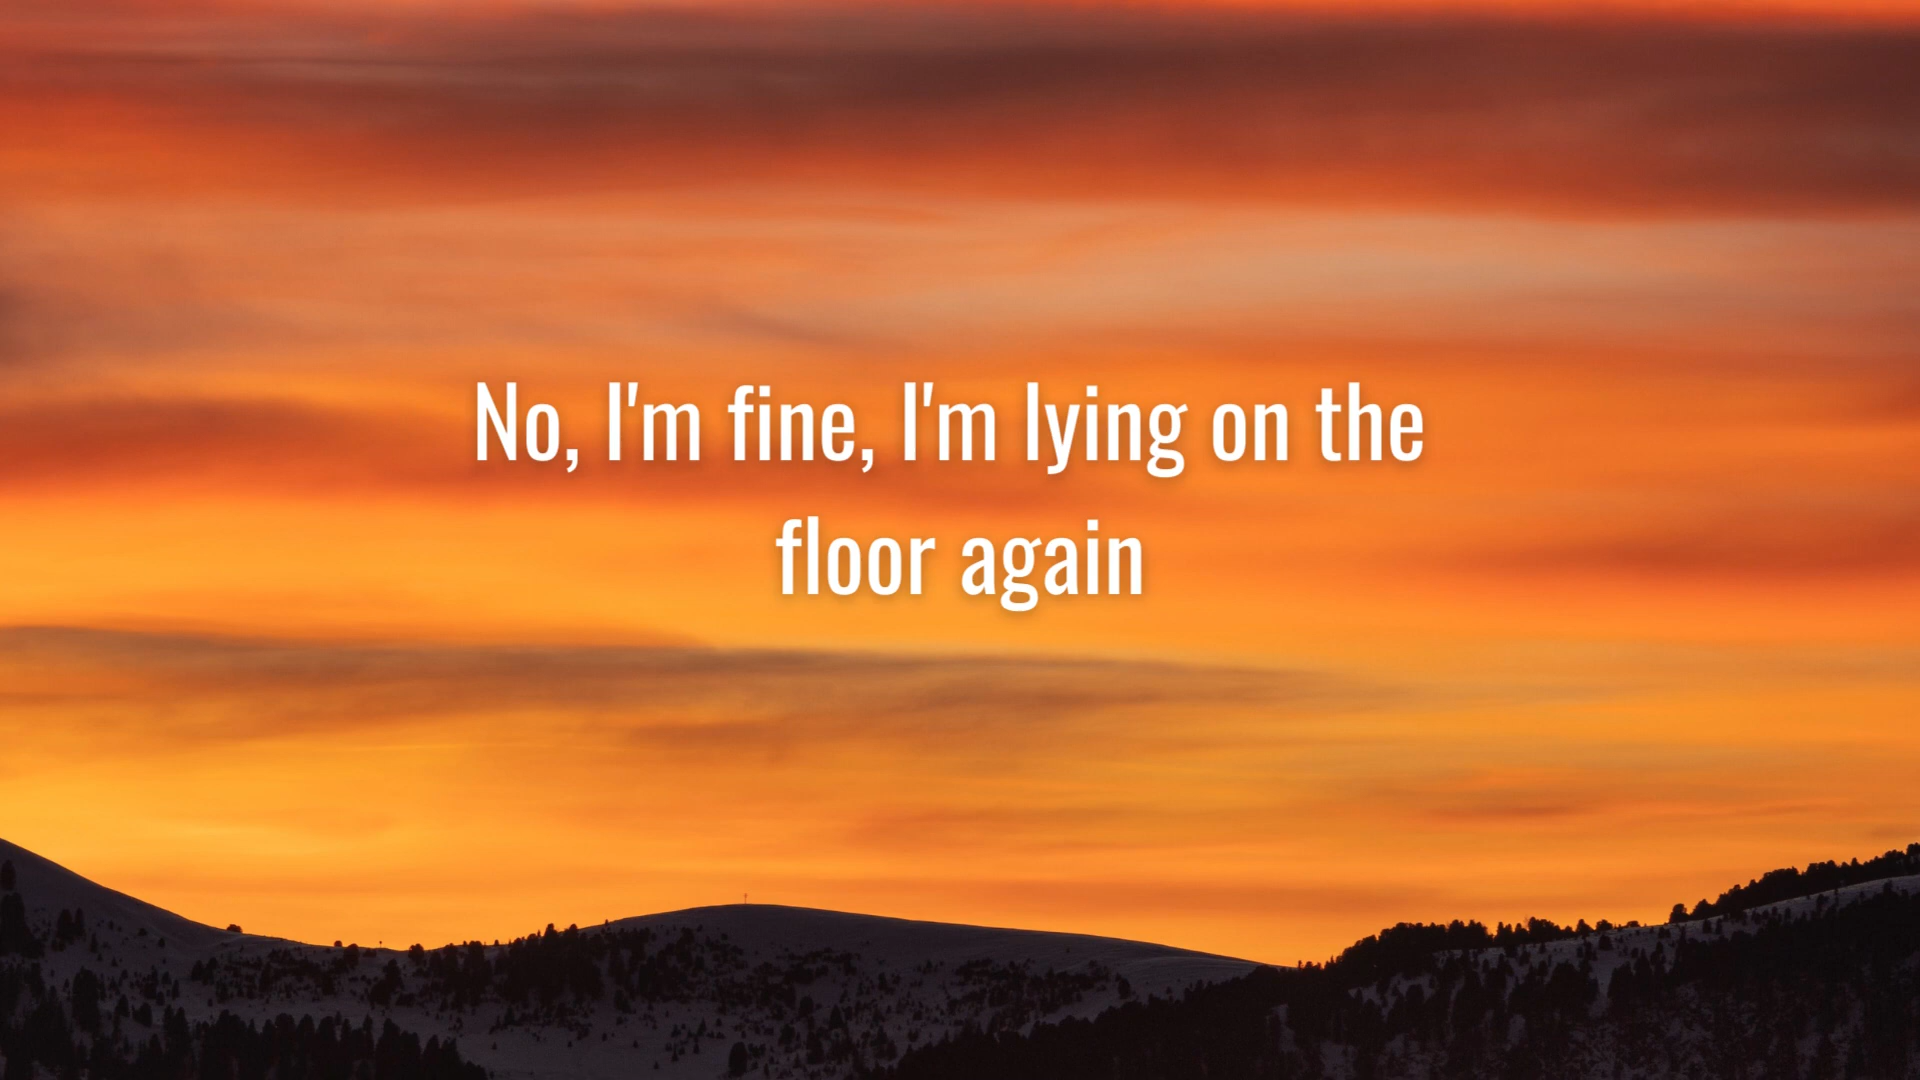 No, I'm fine, I'm lying on the
floor again